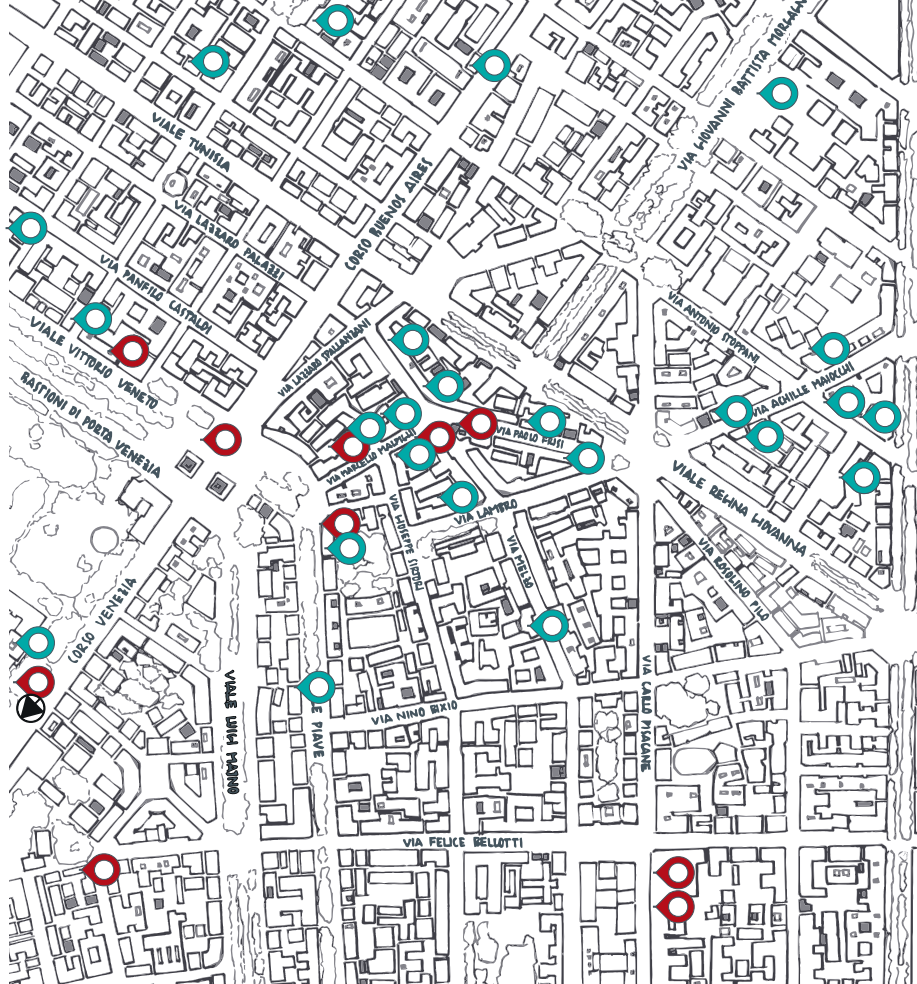 VIA GIOVANNI BATTISTA MORGAGNI
VIALE TUNISIA
CORSO BUENOS AIRES
VIA LAZZARO PALAZZI
VIA PANFILO CASTALDI
VIA ANTONIO STOPPANI
VIALE VITTORIO VENETO
VIA LAZZARO SPALLANZANI
VIA ACHILLE MAIOCCHI
BASTIONI DI PORTA VENEZIA
VIA PAOLO FRISI
VIA MARCELLO MALPIGHI
VIALE REGINA GIOVANNA
VIA LAMBRO
VIA GIUSEPPE SIRTORI
VIA MELZO
VIA ROSOLINO PILO
CORSO VENEZIA
VIALE LUIGI MAJNO
E PIAVE
VIA NINO BIXIO
VIA CARLO PISACANE
VIA FELICE BELLOTTI